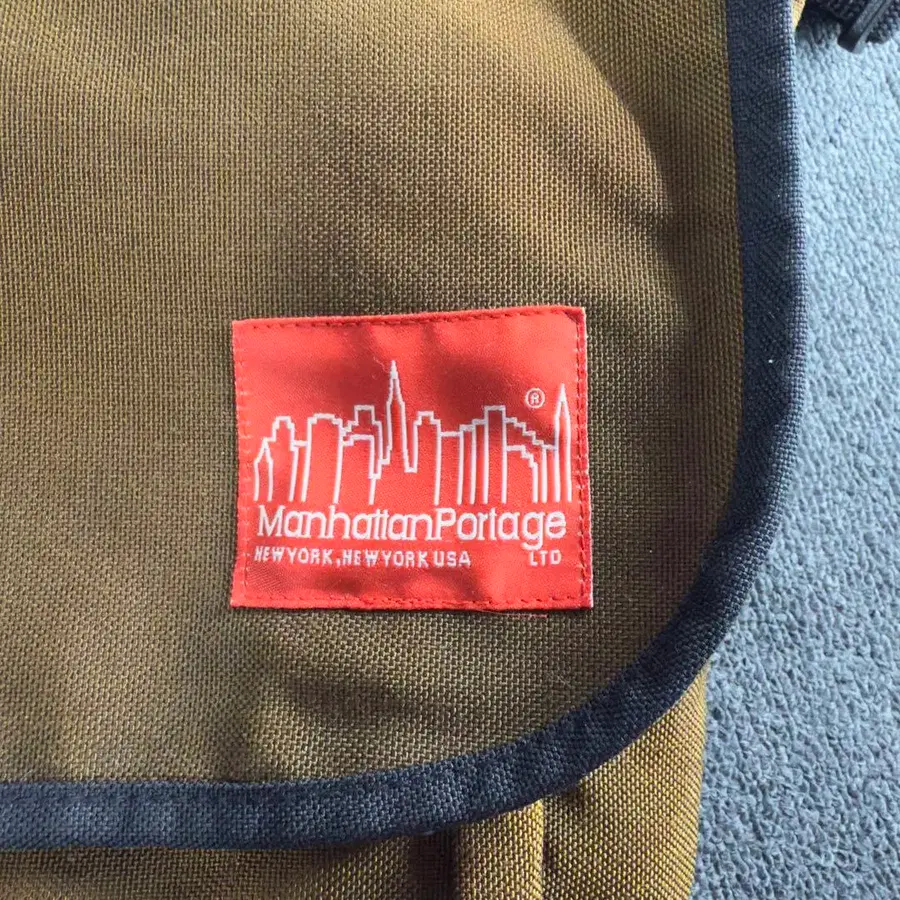 ®
ManhattanPortage
NEWYORK, NEWYORK USA LTD